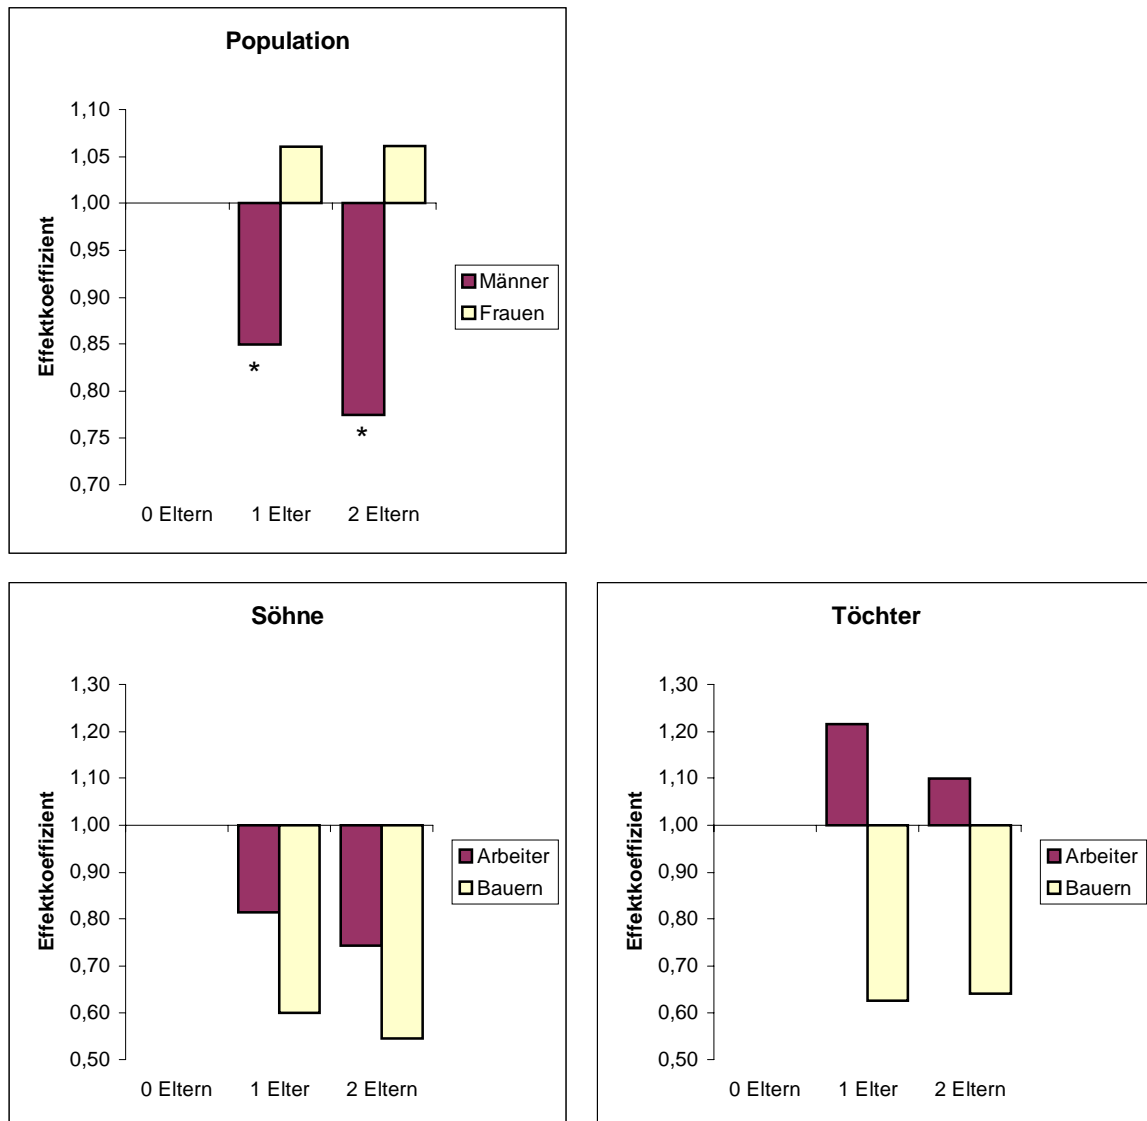 Population
1,10
1,05
1,00
0,95
0,90
0,85
0,80
0,75
0,70
Effektkoeffizient
*
*
0 Eltern 1 Elter 2 Eltern
Männer
Frauen
Söhne
1,30
1,20
1,10
1,00
0,90
0,80
0,70
0,60
0,50
Effektkoeffizient
0 Eltern 1 Elter 2 Eltern
Arbeiter
Bauern
Töchter
1,30
1,20
1,10
1,00
0,90
0,80
0,70
0,60
0,50
Effektkoeffizient
0 Eltern 1 Elter 2 Eltern
Arbeiter
Bauern